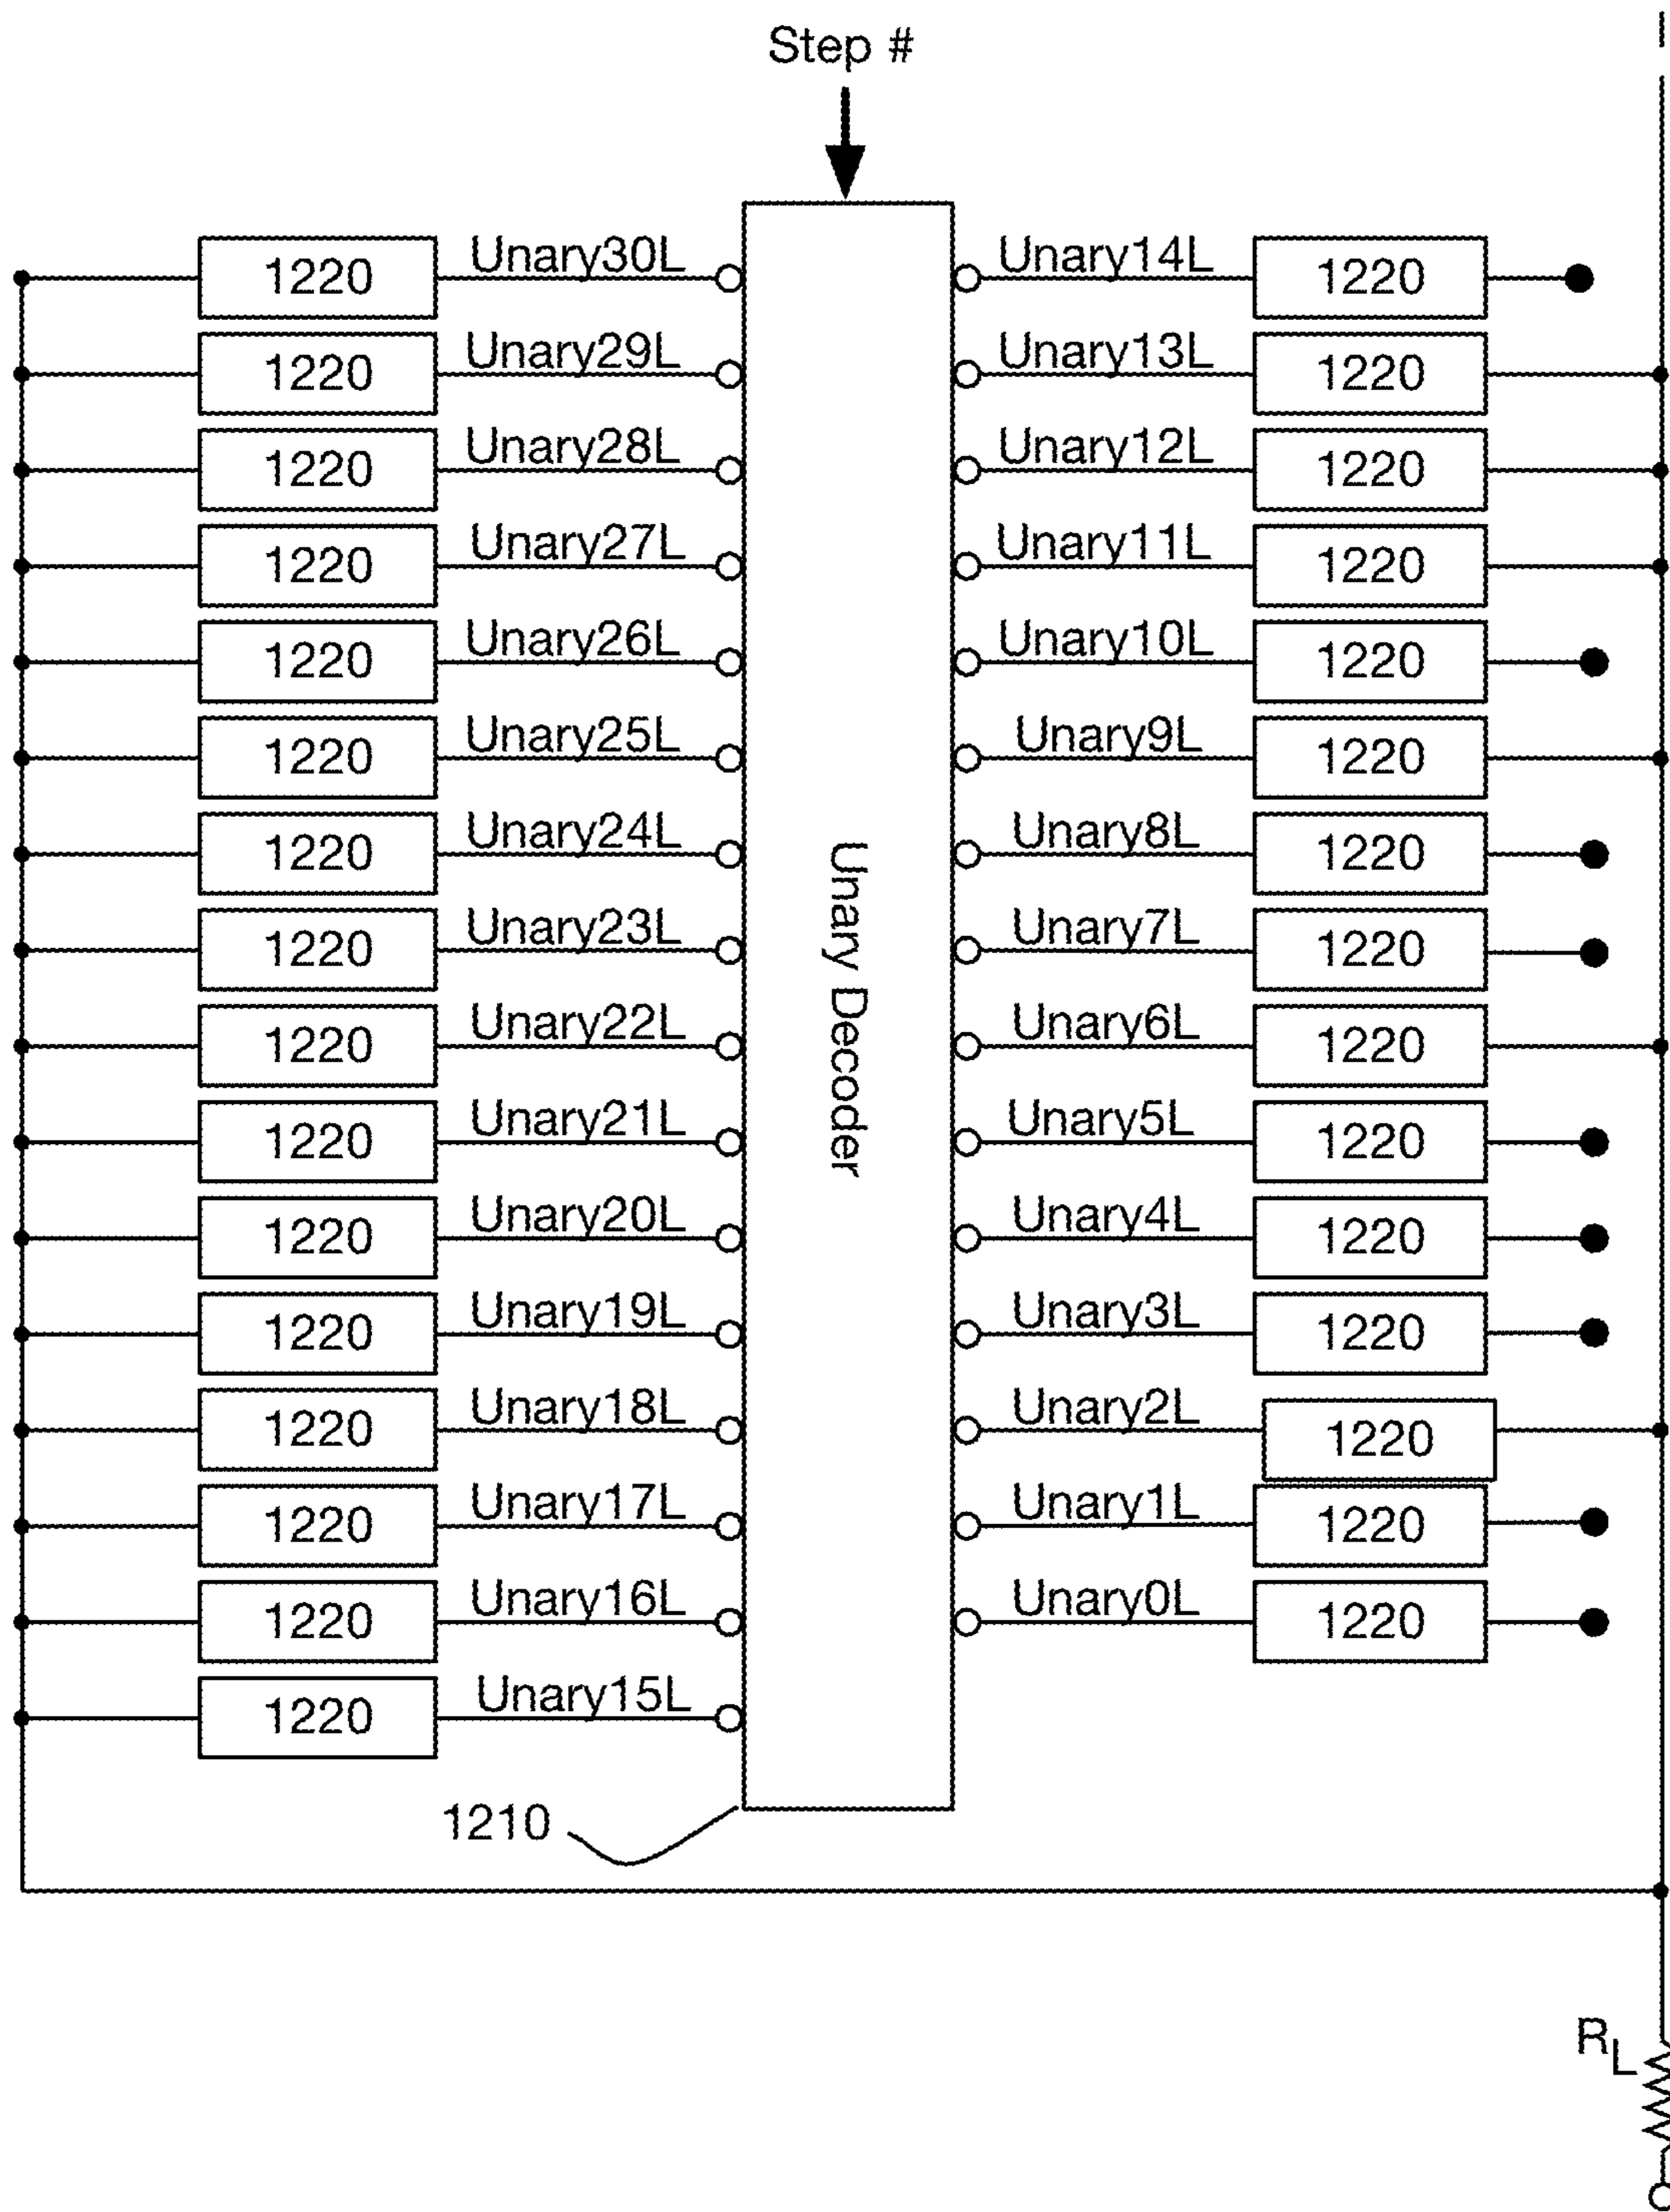 Step #
1220 Unary30L Unary14L 1220
1220 Unary29L Unary13L 1220
1220 Unary28L Unary12L 1220
1220 Unary27L Unary11L 1220
1220 Unary26L Unary10L 1220
1220 Unary25L Unary9L 1220
1220 Unary24L Unary8L 1220
1220 Unary23L Unary7L 1220
1220 Unary22L Unary6L 1220
1220 Unary21L Unary5L 1220
1220 Unary20L Unary4L 1220
1220 Unary19L Unary3L 1220
1220 Unary18L Unary2L 1220
1220 Unary17L Unary1L 1220
1220 Unary16L Unary0L 1220
1220 Unary15L
Unary Decoder
1210
RL